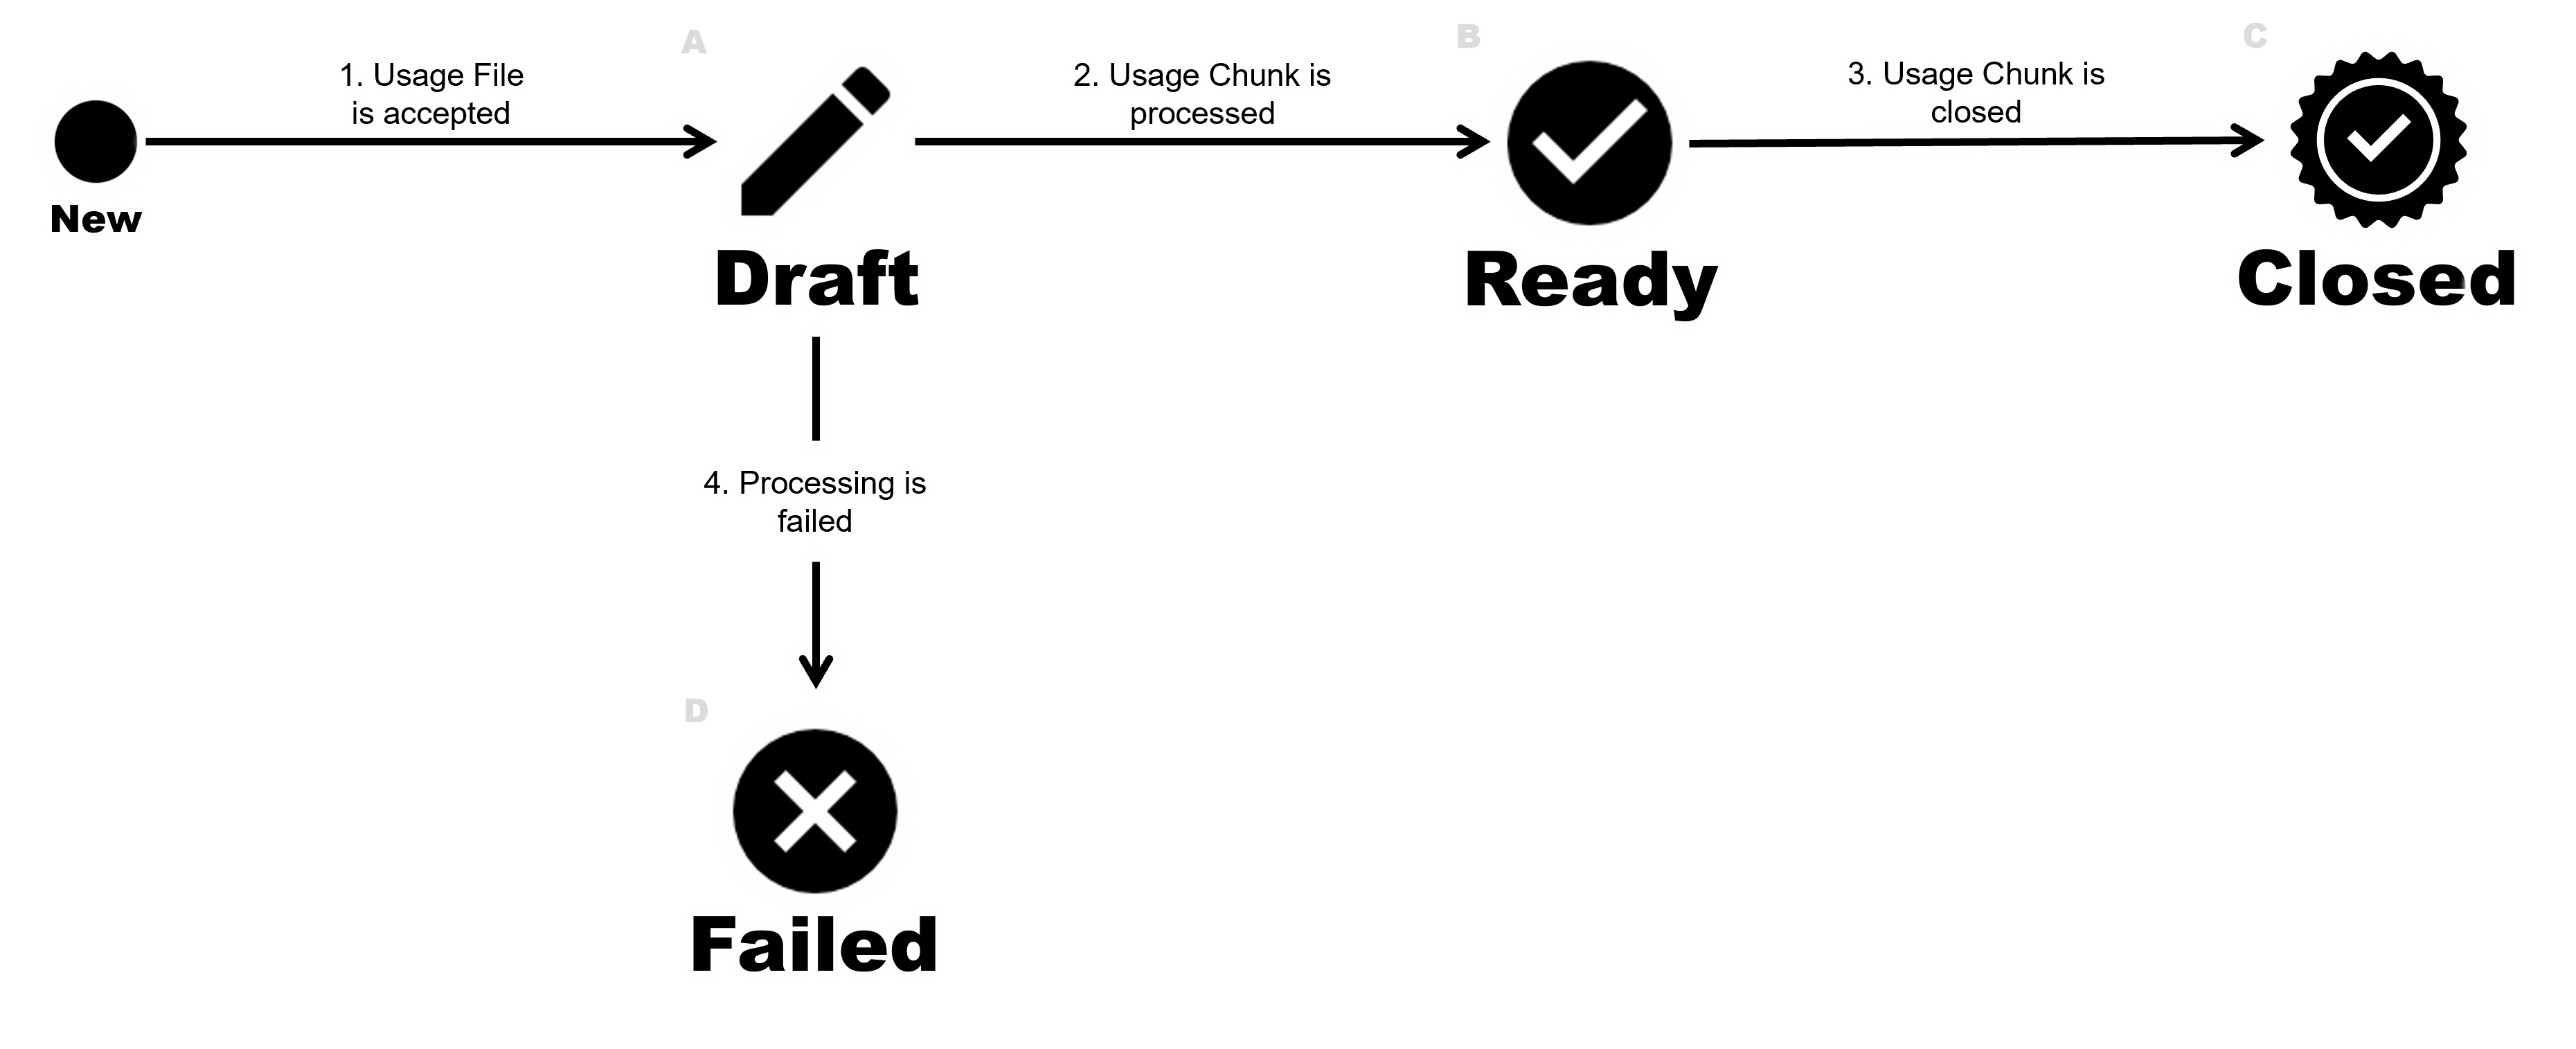 A
B
C
1. Usage File
is accepted
2. Usage Chunk is
processed
3. Usage Chunk is
closed
New
Draft
Ready
Closed
4. Processing is
failed
D
Failed